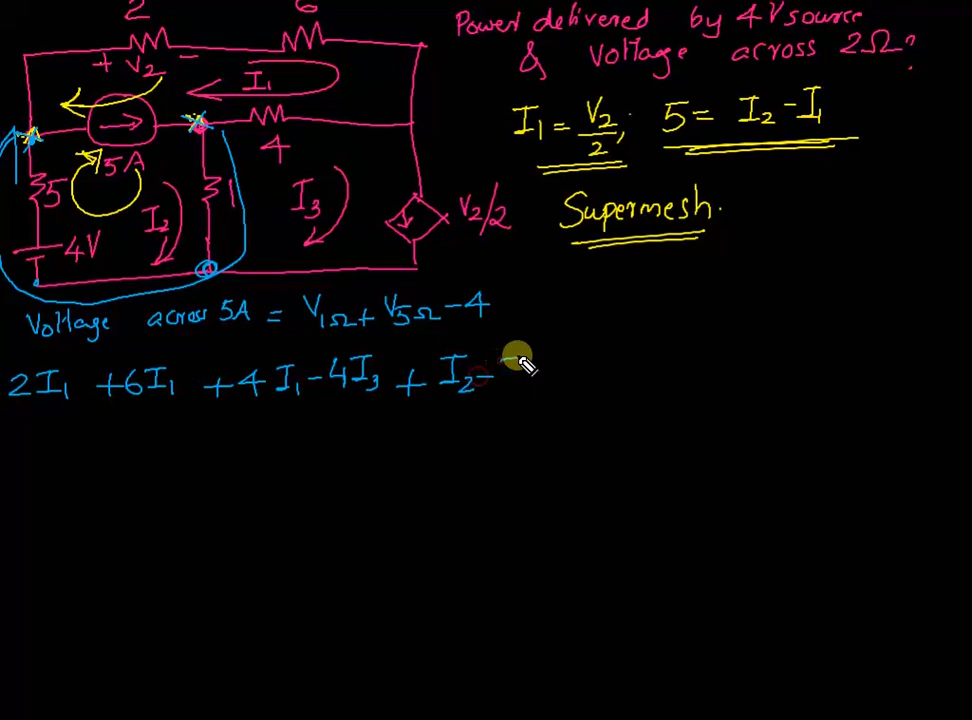 2 6
Power delivered by 4V source
& Voltage across 2Ω?
+ V₂ −
I₁
I₁ = V₂/2; 5 = I₂ − I₁
4
5A
5 I₂ 1 I₃ V₂/2
Supermesh.
4V
Voltage across 5A = V₁Ω + V₅Ω − 4
2I₁ + 6I₁ + 4I₁ − 4I₃ + I₂ −